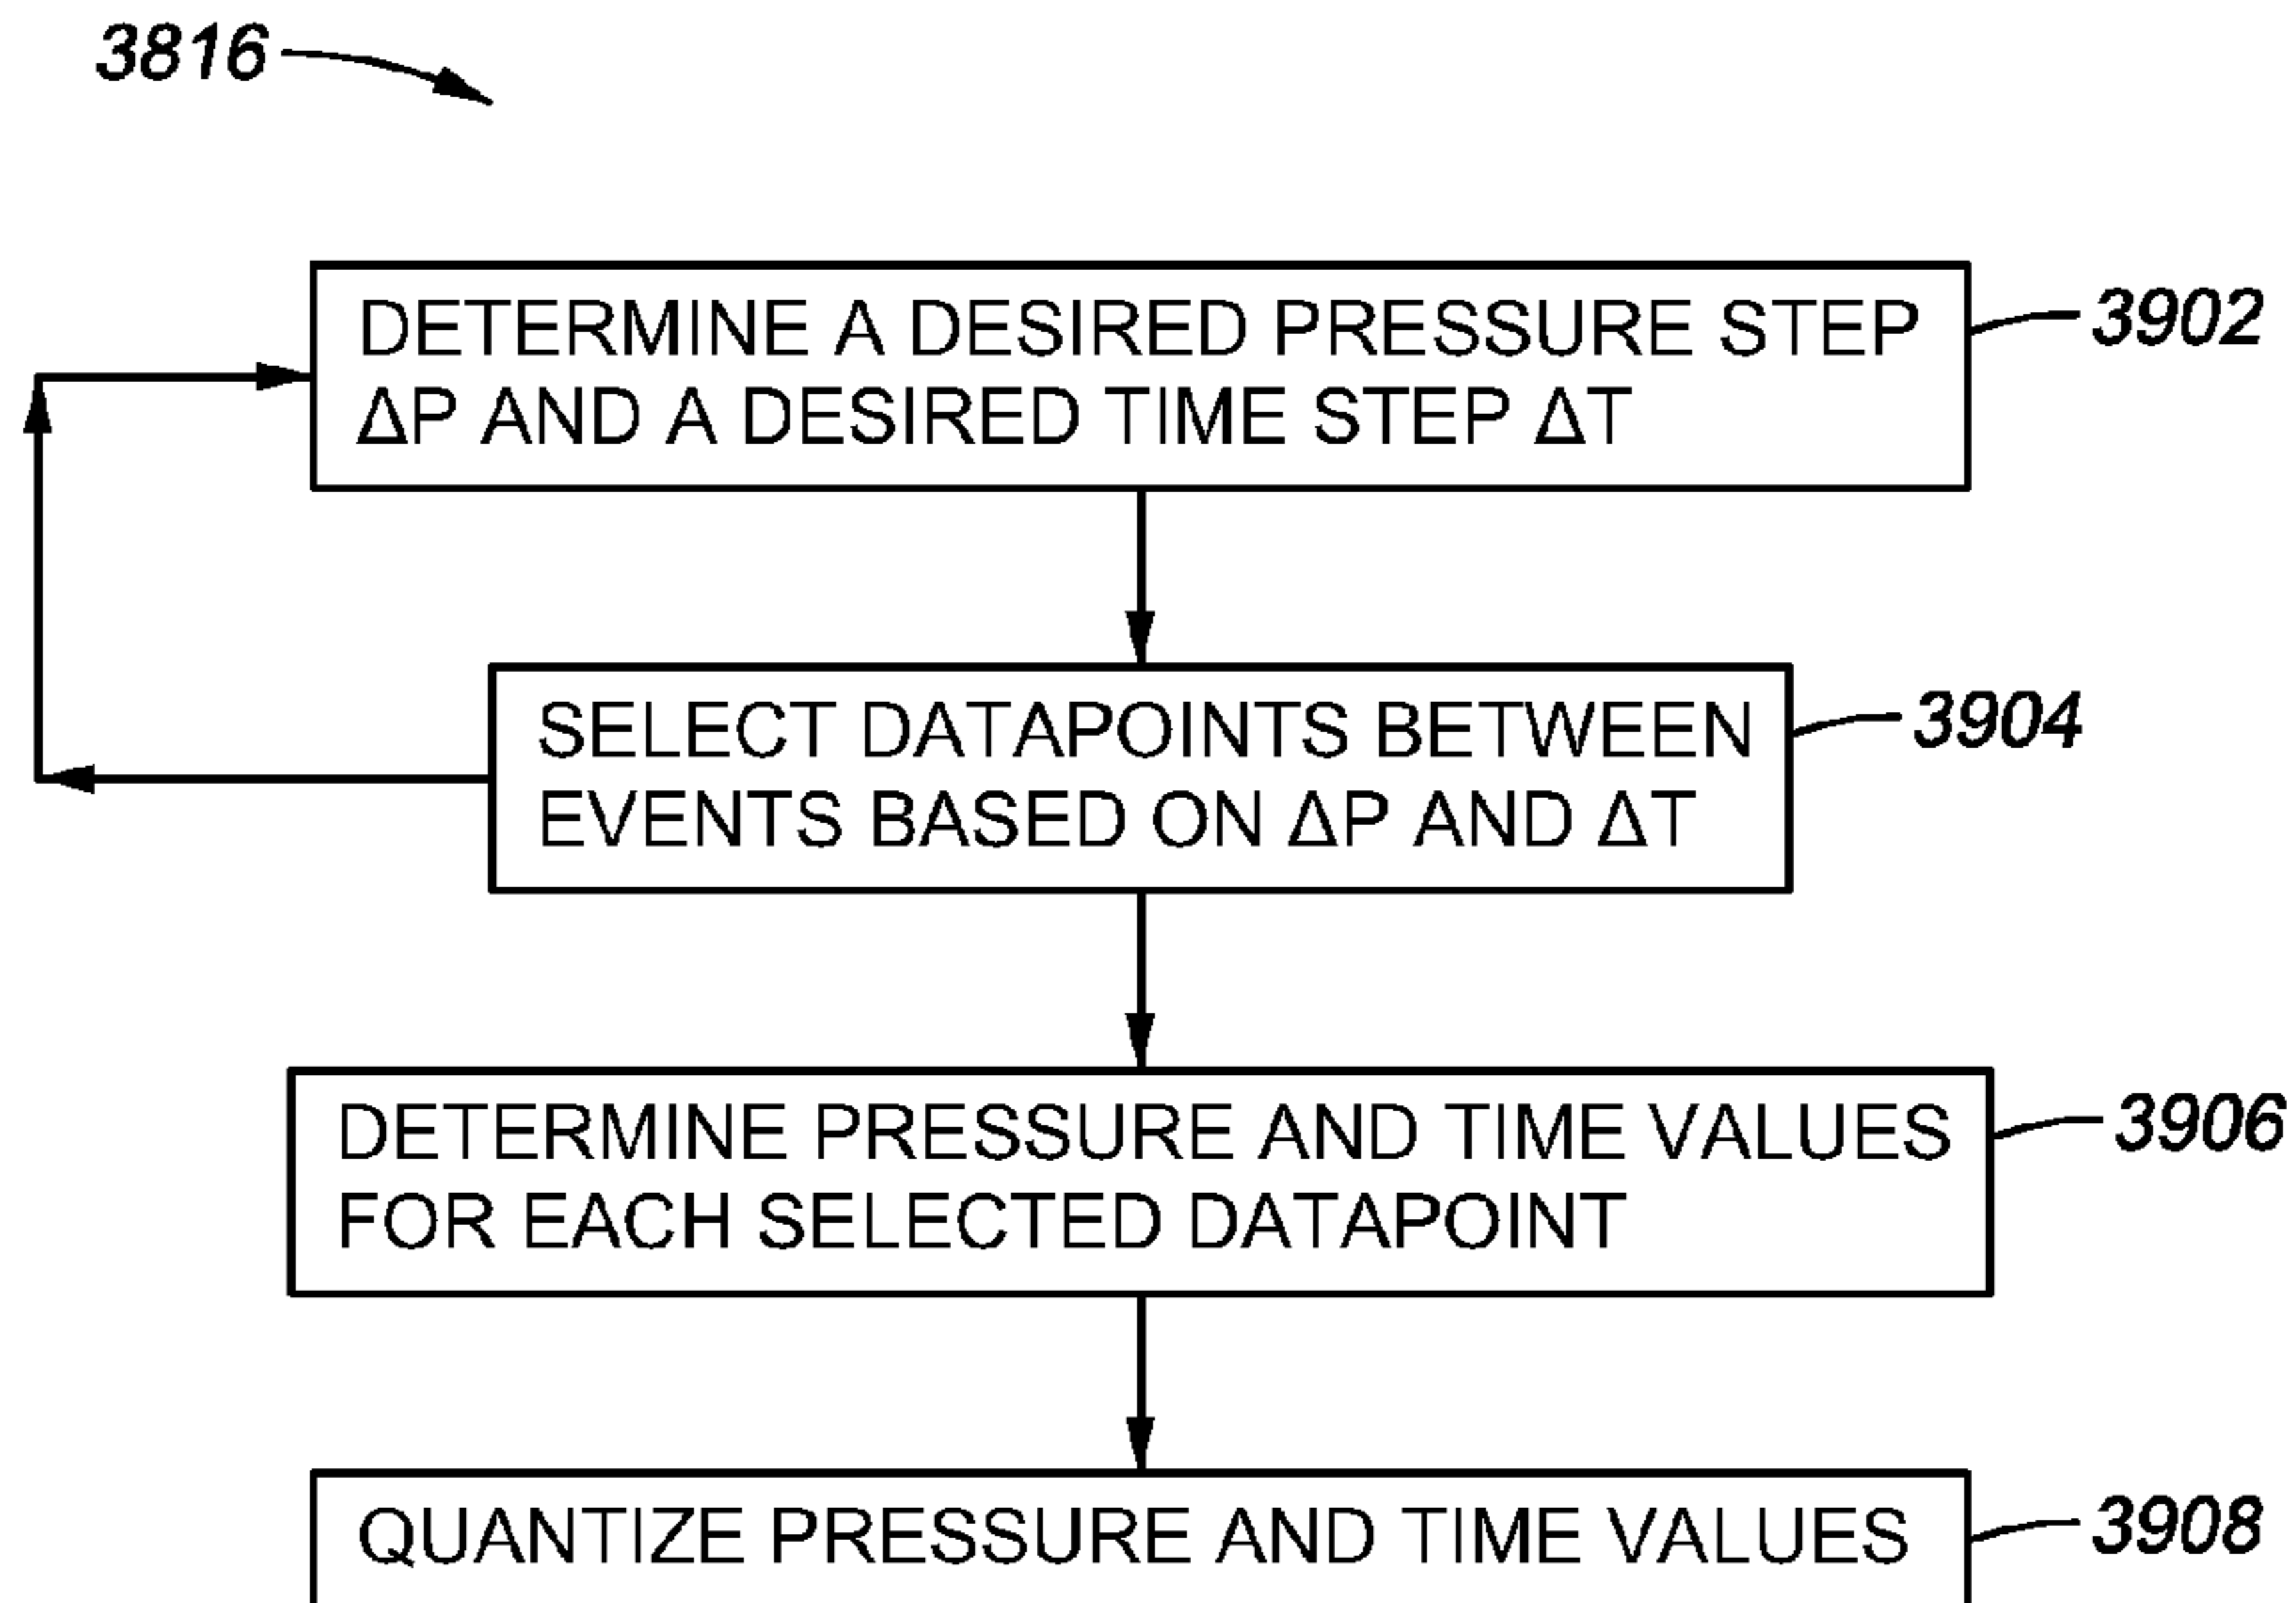 3816
DETERMINE A DESIRED PRESSURE STEP
ΔP AND A DESIRED TIME STEP ΔT
3902
SELECT DATAPOINTS BETWEEN
EVENTS BASED ON ΔP AND ΔT
3904
DETERMINE PRESSURE AND TIME VALUES
FOR EACH SELECTED DATAPOINT
3906
QUANTIZE PRESSURE AND TIME VALUES
3908